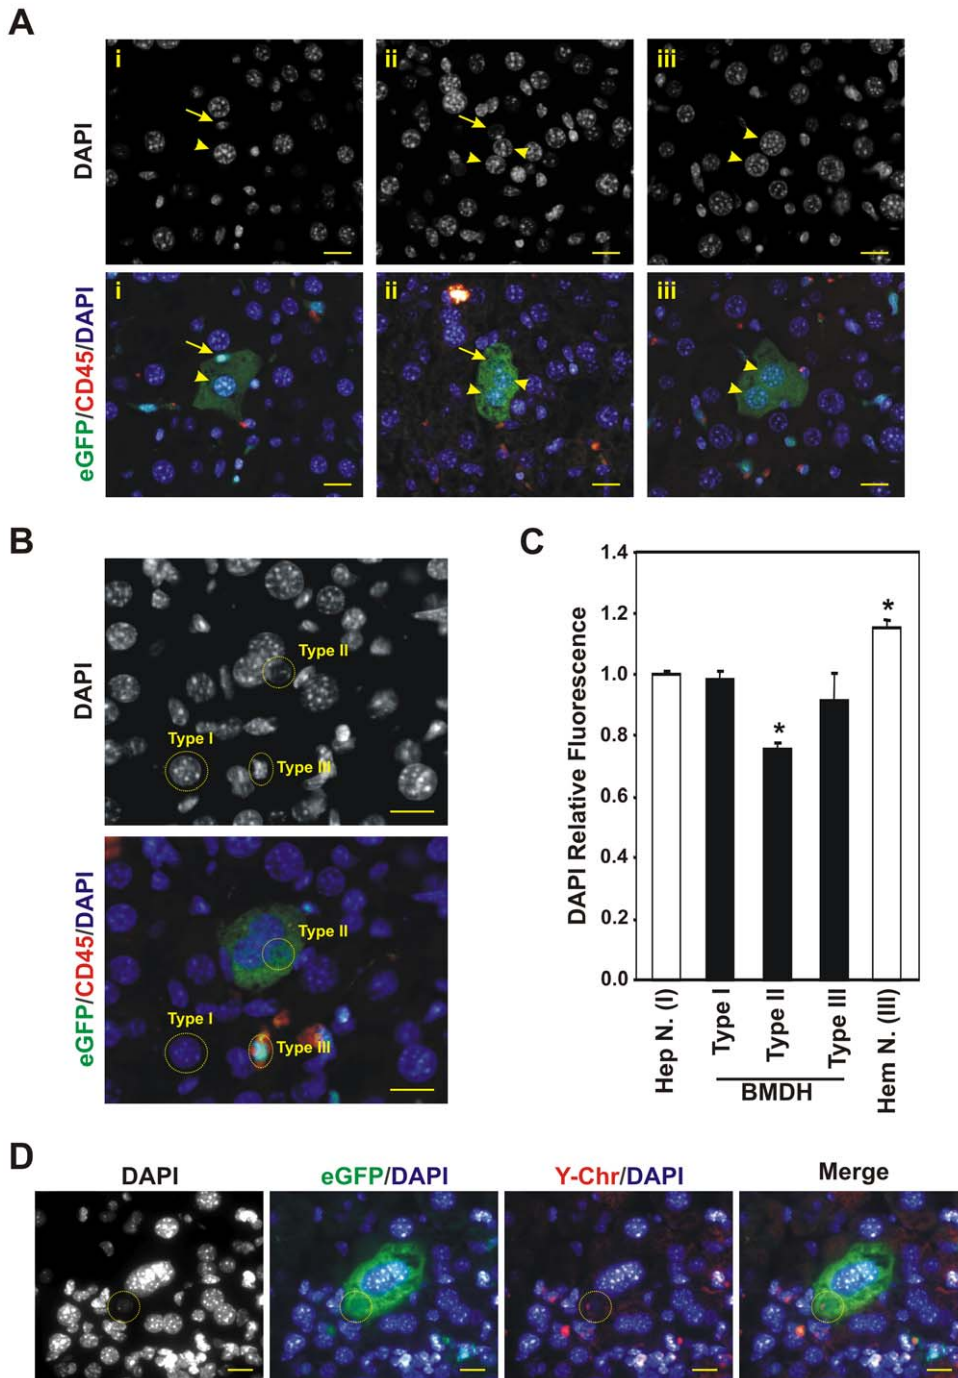 A
i
ii
iii
DAPI
i
ii
iii
eGFP/CD45/DAPI
B
DAPI
Type II
Type I
Type III
eGFP/CD45/DAPI
Type II
Type I
Type III
C
DAPI Relative Fluorescence
1.4
1.2
1.0
0.8
0.6
0.4
0.2
0.0
*
*
Hep N. (I)
Type I
Type II
Type III
Hem N. (III)
BMDH
D
DAPI
eGFP/DAPI
Y-Chr/DAPI
Merge